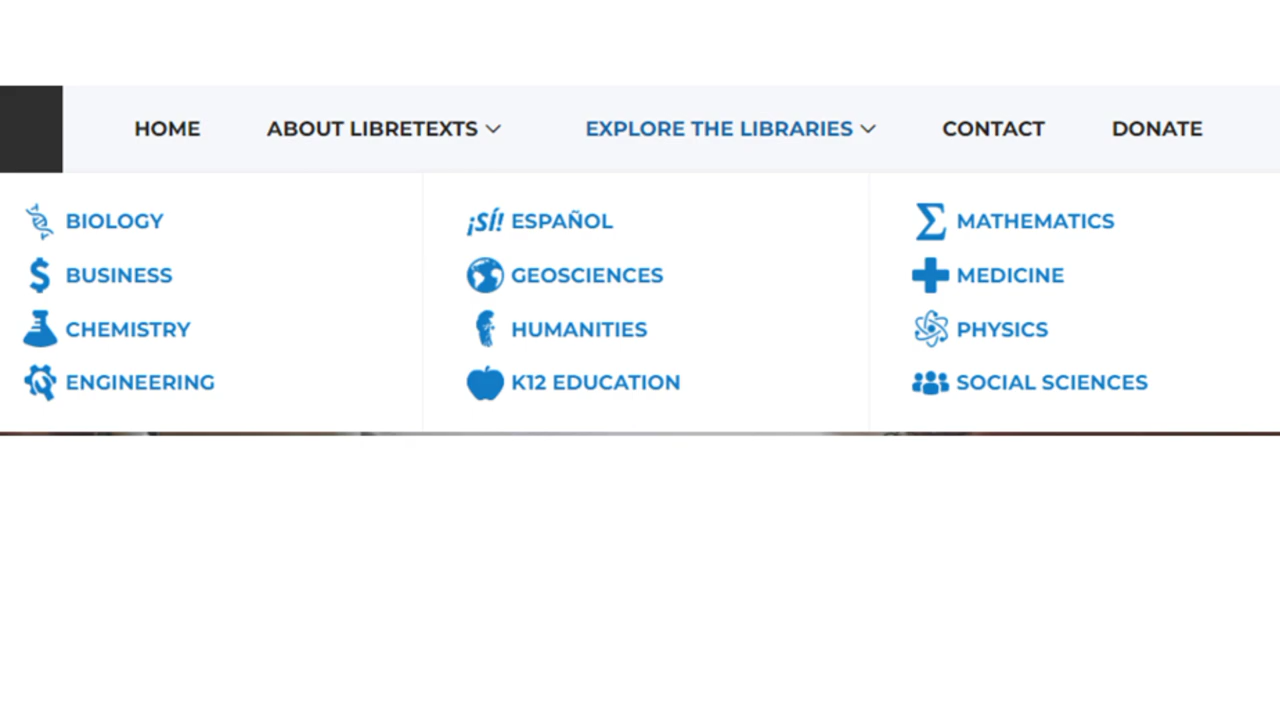 HOME ABOUT LIBRETEXTS EXPLORE THE LIBRARIES CONTACT DONATE
BIOLOGY
BUSINESS
CHEMISTRY
ENGINEERING
¡SÍ! ESPAÑOL
GEOSCIENCES
HUMANITIES
K12 EDUCATION
Σ MATHEMATICS
MEDICINE
PHYSICS
SOCIAL SCIENCES